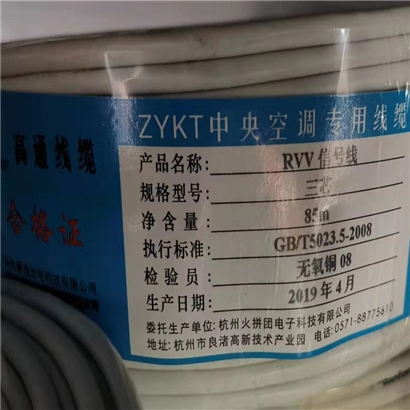 ZYKT中央空调专用线缆
高通线缆
合格证
产品名称: RVV 信号线
规格型号: 三芯
净含量: 85m
执行标准: GB/T5023.5-2008
检验员: 无氧铜 08
生产日期: 2019 年 4 月
委托生产单位: 杭州火拼团电子科技有限公司
地址: 杭州市良渚高新技术产业园 电话: 0571-88775610